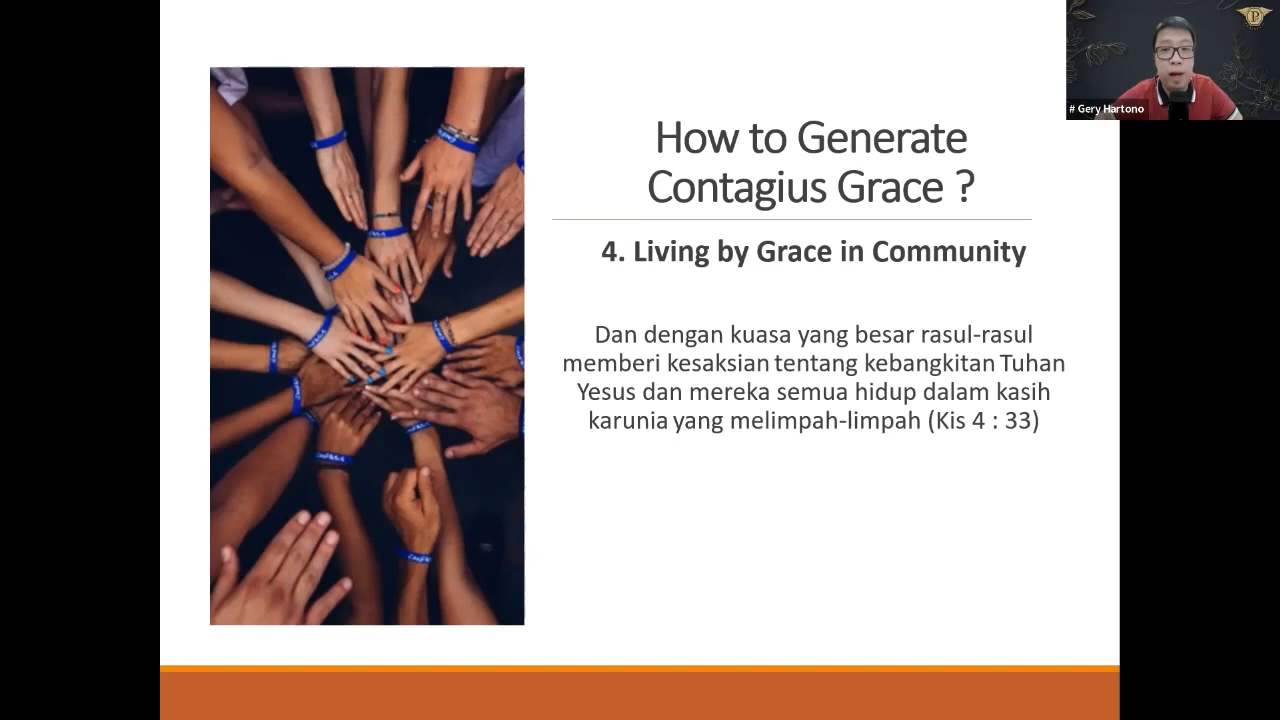 How to Generate
Contagius Grace ?
4. Living by Grace in Community
Dan dengan kuasa yang besar rasul-rasul
memberi kesaksian tentang kebangkitan Tuhan
Yesus dan mereka semua hidup dalam kasih
karunia yang melimpah-limpah (Kis 4 : 33)
P
# Gery Hartono